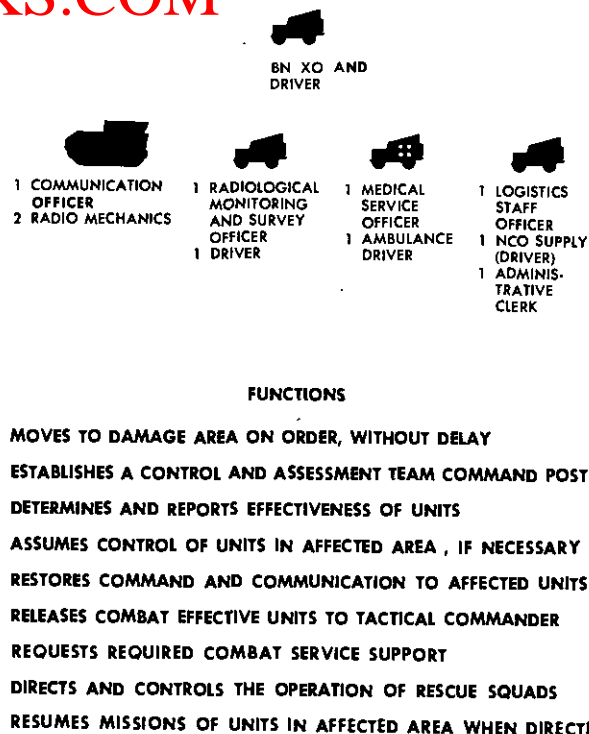 KS.COM
BN XO AND
DRIVER
1 COMMUNICATION
OFFICER
2 RADIO MECHANICS
1 RADIOLOGICAL
MONITORING
AND SURVEY
OFFICER
1 DRIVER
1 MEDICAL
SERVICE
OFFICER
1 AMBULANCE
DRIVER
1 LOGISTICS
STAFF
OFFICER
1 NCO SUPPLY
(DRIVER)
1 ADMINIS-
TRATIVE
CLERK
FUNCTIONS
MOVES TO DAMAGE AREA ON ORDER, WITHOUT DELAY
ESTABLISHES A CONTROL AND ASSESSMENT TEAM COMMAND POST
DETERMINES AND REPORTS EFFECTIVENESS OF UNITS
ASSUMES CONTROL OF UNITS IN AFFECTED AREA , IF NECESSARY
RESTORES COMMAND AND COMMUNICATION TO AFFECTED UNITS
RELEASES COMBAT EFFECTIVE UNITS TO TACTICAL COMMANDER
REQUESTS REQUIRED COMBAT SERVICE SUPPORT
DIRECTS AND CONTROLS THE OPERATION OF RESCUE SQUADS
RESUMES MISSIONS OF UNITS IN AFFECTED AREA WHEN